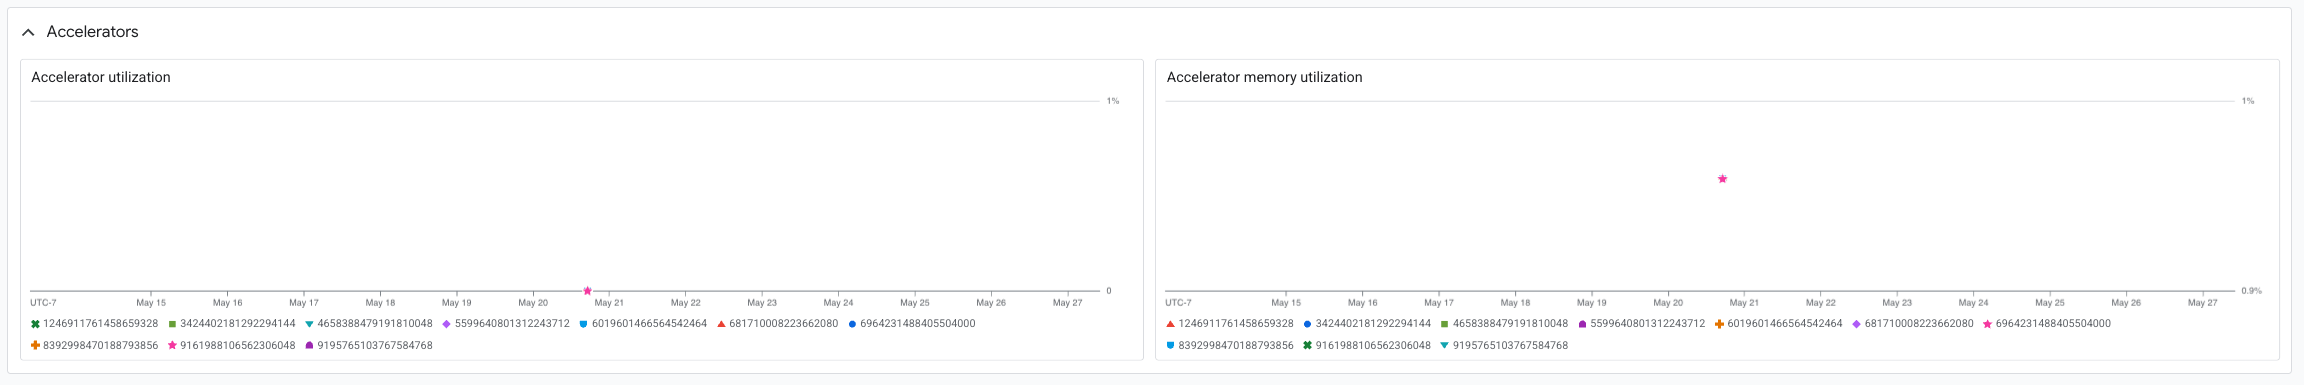 Accelerators
Accelerator utilization
1%
0
UTC-7 May 15 May 16 May 17 May 18 May 19 May 20 May 21 May 22 May 23 May 24 May 25 May 26 May 27
1246911761458659328 3424402181292294144 4658388479191810048 5599640801312243712 6019601466564542464 681710008223662080 6964231488405504000
8392998470188793856 9161988106562306048 9195765103767584768
Accelerator memory utilization
1%
0.9%
UTC-7 May 15 May 16 May 17 May 18 May 19 May 20 May 21 May 22 May 23 May 24 May 25 May 26 May 27
1246911761458659328 3424402181292294144 4658388479191810048 5599640801312243712 6019601466564542464 681710008223662080 6964231488405504000
8392998470188793856 9161988106562306048 9195765103767584768